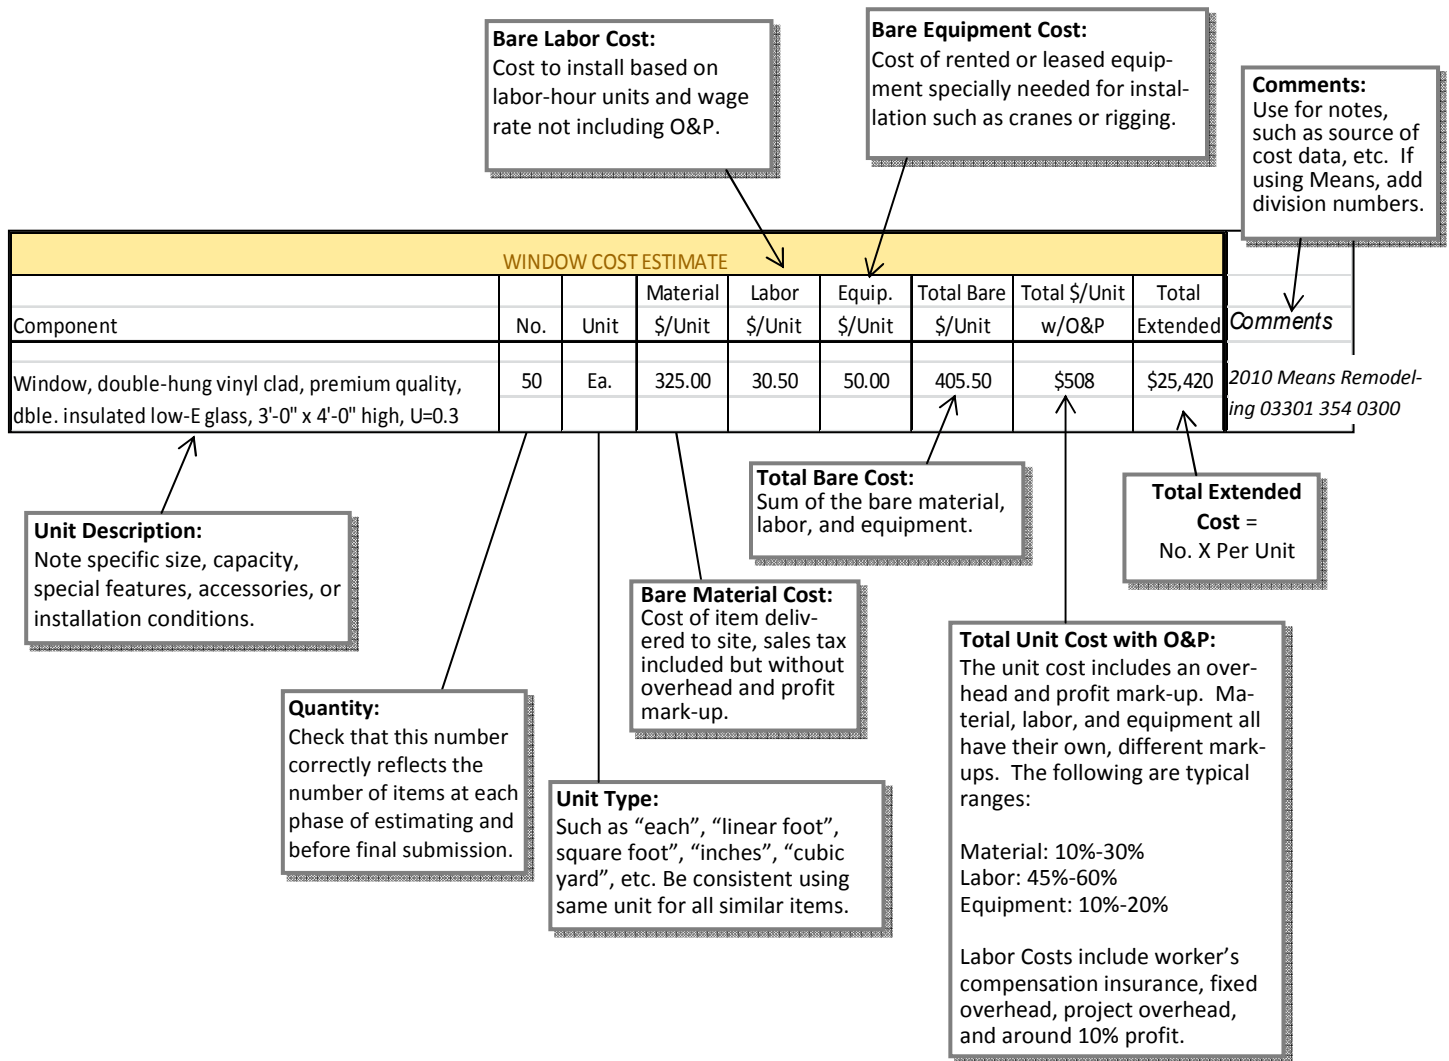 Bare Labor Cost:
Cost to install based on
labor-hour units and wage
rate not including O&P.
Bare Equipment Cost:
Cost of rented or leased equip-
ment specially needed for instal-
lation such as cranes or rigging.
Comments:
Use for notes,
such as source of
cost data, etc. If
using Means, add
division numbers.
WINDOW COST ESTIMATE
Material Labor Equip. Total Bare Total $/Unit Total
Component No. Unit $/Unit $/Unit $/Unit $/Unit w/O&P Extended Comments
Window, double-hung vinyl clad, premium quality, 50 Ea. 325.00 30.50 50.00 405.50 $508 $25,420 2010 Means Remodel-
dble. insulated low-E glass, 3'-0" x 4'-0" high, U=0.3 ing 03301 354 0300
Unit Description:
Note specific size, capacity,
special features, accessories, or
installation conditions.
Total Bare Cost:
Sum of the bare material,
labor, and equipment.
Total Extended
Cost =
No. X Per Unit
Bare Material Cost:
Cost of item deliv-
ered to site, sales tax
included but without
overhead and profit
mark-up.
Quantity:
Check that this number
correctly reflects the
number of items at each
phase of estimating and
before final submission.
Unit Type:
Such as “each”, “linear foot”,
square foot”, “inches”, “cubic
yard”, etc. Be consistent using
same unit for all similar items.
Total Unit Cost with O&P:
The unit cost includes an over-
head and profit mark-up. Ma-
terial, labor, and equipment all
have their own, different mark-
ups. The following are typical
ranges:
Material: 10%-30%
Labor: 45%-60%
Equipment: 10%-20%
Labor Costs include worker’s
compensation insurance, fixed
overhead, project overhead,
and around 10% profit.